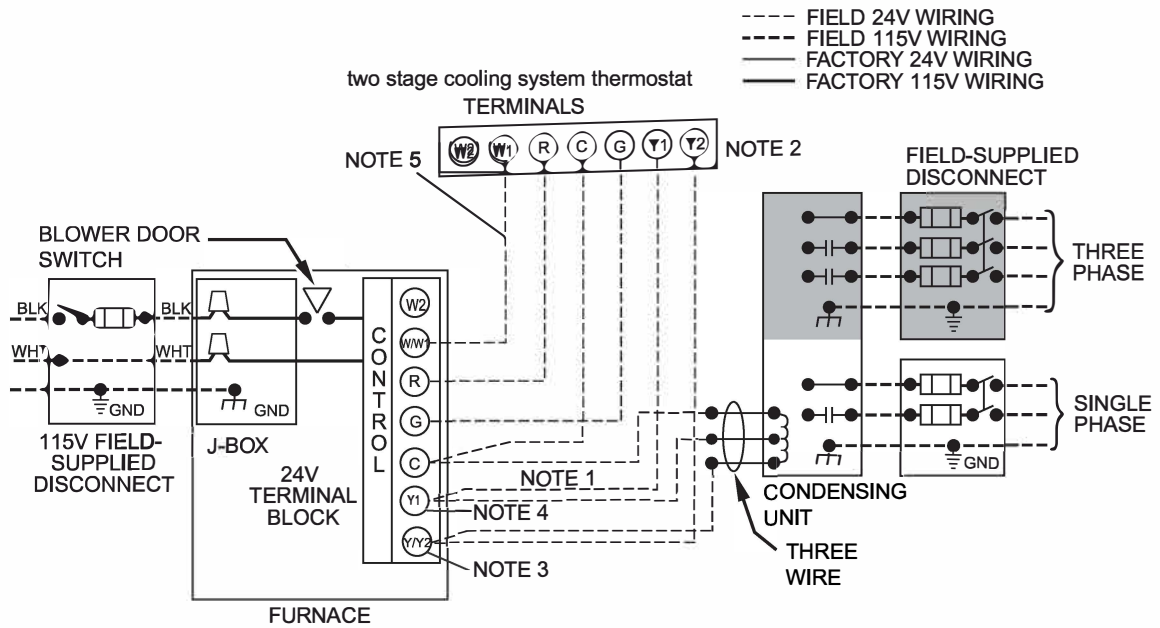 FIELD 24V WIRING
FIELD 115V WIRING
FACTORY 24V WIRING
FACTORY 115V WIRING
two stage cooling system thermostat
TERMINALS
W2 W1 R C G Y1 Y2
NOTE 5
NOTE 2
FIELD-SUPPLIED
DISCONNECT
THREE
PHASE
BLOWER DOOR
SWITCH
BLK
BLK
WHT
WHT
GND
GND
115V FIELD-
SUPPLIED
DISCONNECT
J-BOX
24V
TERMINAL
BLOCK
CONTROL
W2
W/W1
R
G
C
Y1
Y/Y2
NOTE 1
NOTE 4
NOTE 3
FURNACE
SINGLE
PHASE
GND
CONDENSING
UNIT
THREE
WIRE